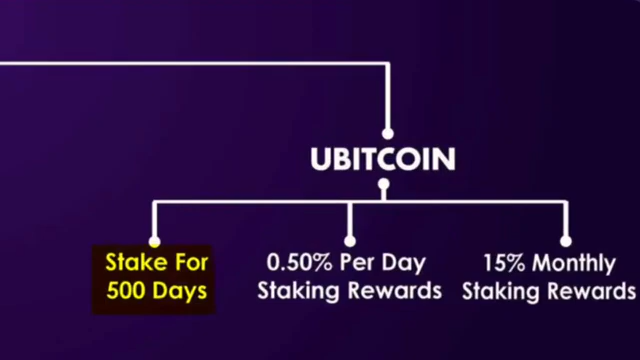 UBITCOIN
Stake For
500 Days
0.50% Per Day
Staking Rewards
15% Monthly
Staking Rewards